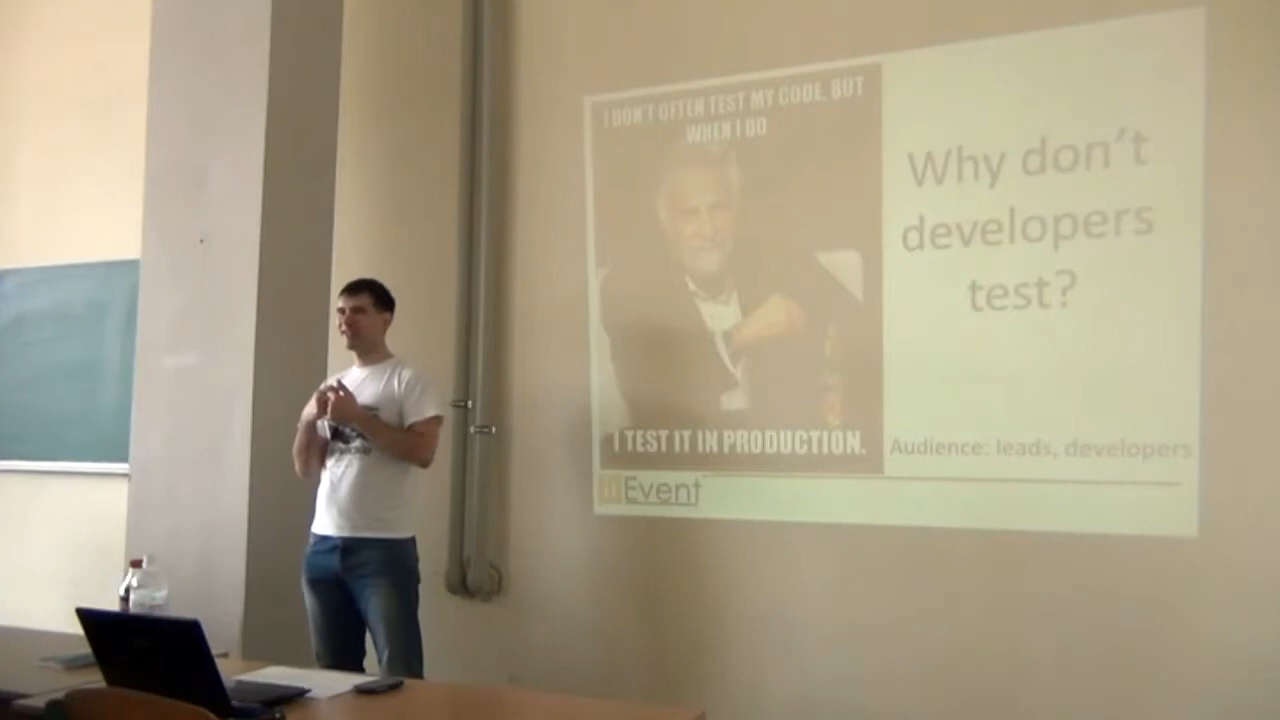 I DON'T OFTEN TEST MY CODE, BUT
WHEN I DO
I TEST IT IN PRODUCTION.
Why don't
developers
test?
Audience: leads, developers
itEvent